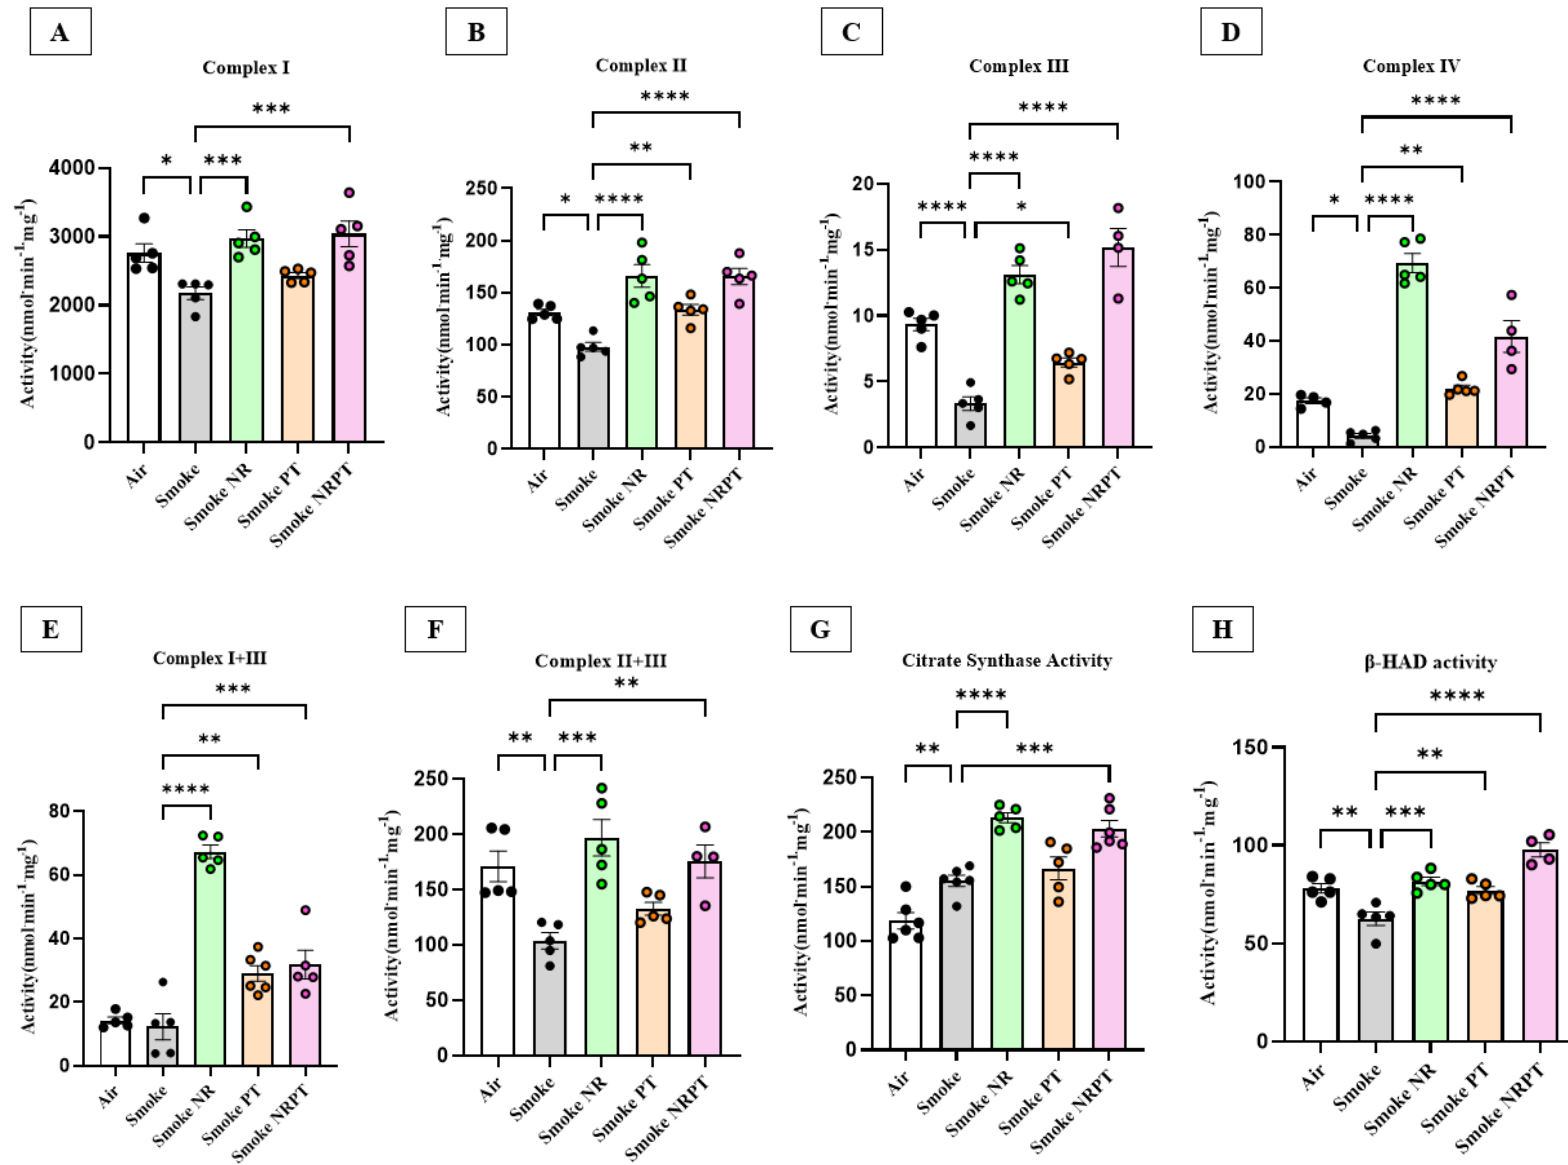 A
Complex I
***
*
***
4000
3000
2000
1000
0
Activity(nmol·min-1·mg-1)
Air
Smoke
Smoke NR
Smoke PT
Smoke NRPT
B
Complex II
****
**
*
****
250
200
150
100
50
0
Activity(nmol·min-1·mg-1)
Air
Smoke
Smoke NR
Smoke PT
Smoke NRPT
C
Complex III
****
****
****
*
20
15
10
5
0
Activity(nmol·min-1·mg-1)
Air
Smoke
Smoke NR
Smoke PT
Smoke NRPT
D
Complex IV
****
**
*
****
100
80
60
40
20
0
Activity(nmol·min-1·mg-1)
Air
Smoke
Smoke NR
Smoke PT
Smoke NRPT
E
Complex I+III
***
**
****
80
60
40
20
0
Activity(nmol·min-1·mg-1)
Air
Smoke
Smoke NR
Smoke PT
Smoke NRPT
F
Complex II+III
**
**
***
250
200
150
100
50
0
Activity(nmol·min-1·mg-1)
Air
Smoke
Smoke NR
Smoke PT
Smoke NRPT
G
Citrate Synthase Activity
****
**
***
250
200
150
100
50
0
Activity(nmol·min-1·mg-1)
Air
Smoke
Smoke NR
Smoke PT
Smoke NRPT
H
β-HAD activity
****
**
**
***
150
100
50
0
Activity(nmol·min-1·mg-1)
Air
Smoke
Smoke NR
Smoke PT
Smoke NRPT